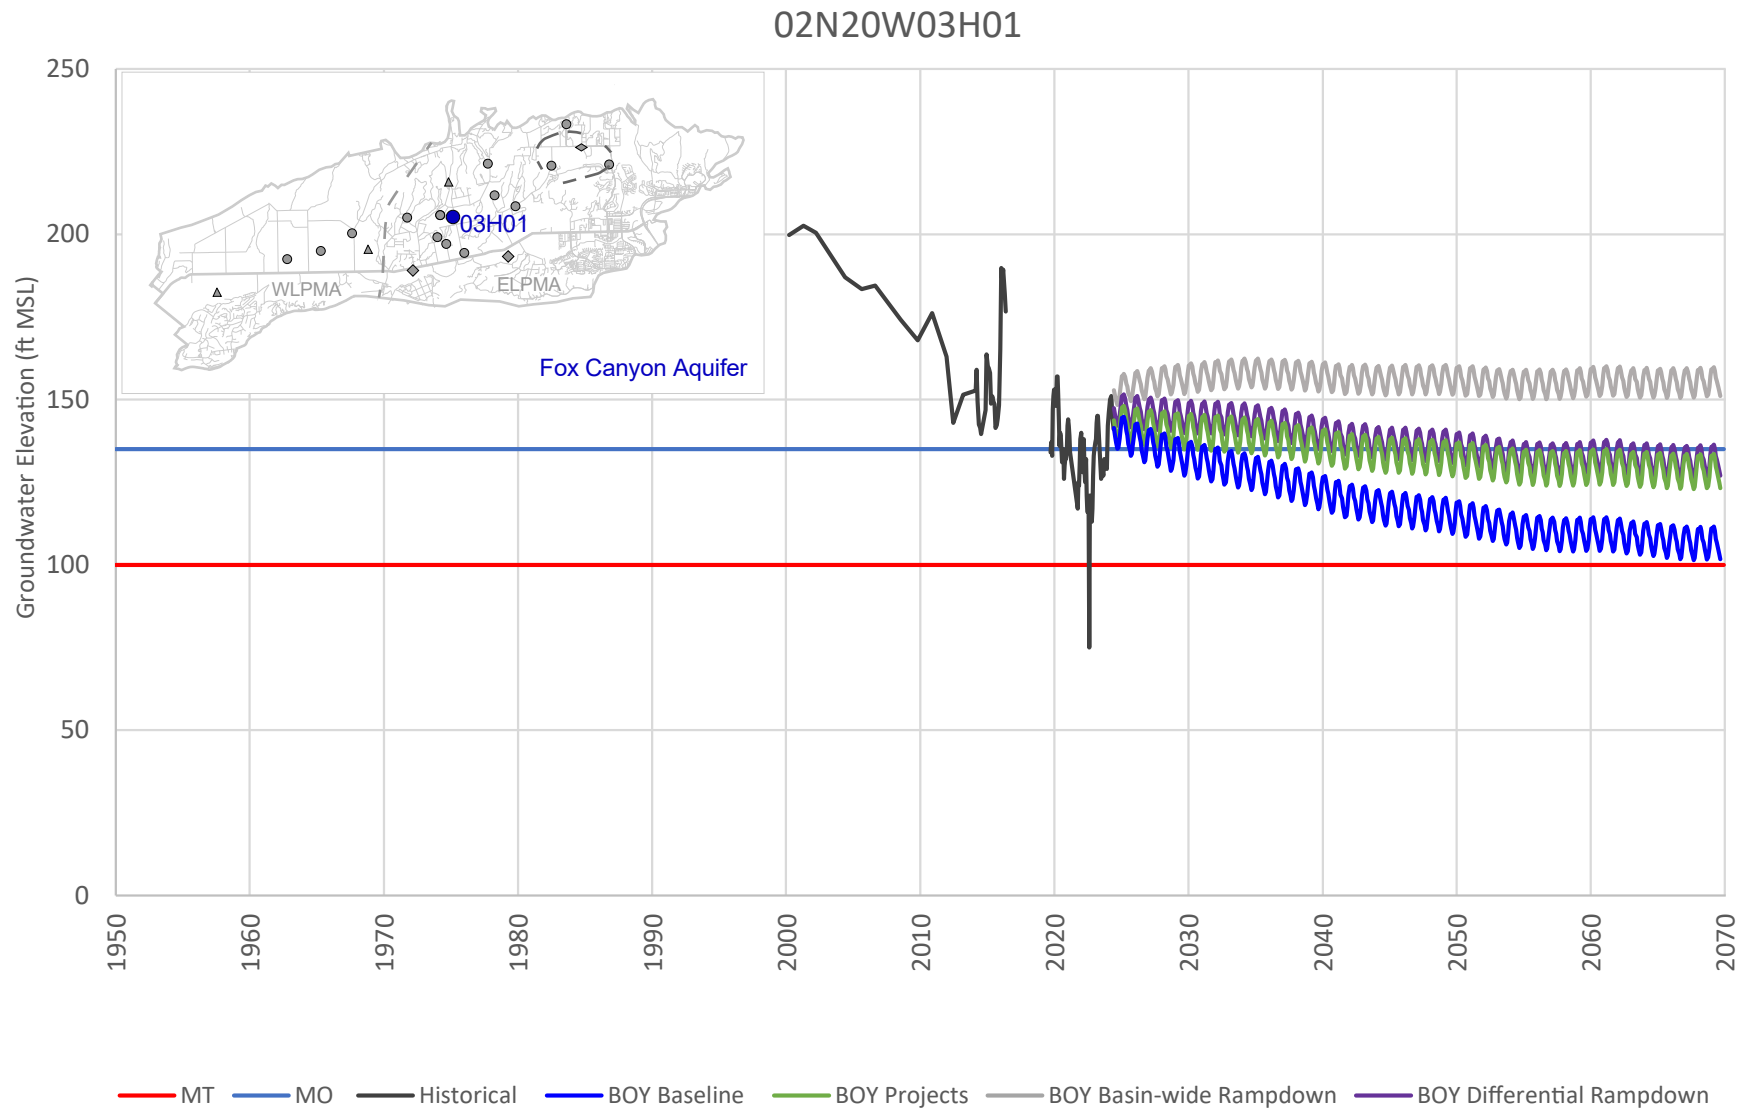 02N20W03H01
250
200
150
100
50
0
Groundwater Elevation (ft MSL)
03H01
WLPMA
ELPMA
Fox Canyon Aquifer
1950
1960
1970
1980
1990
2000
2010
2020
2030
2040
2050
2060
2070
MT
MO
Historical
BOY Baseline
BOY Projects
BOY Basin-wide Rampdown
BOY Differential Rampdown